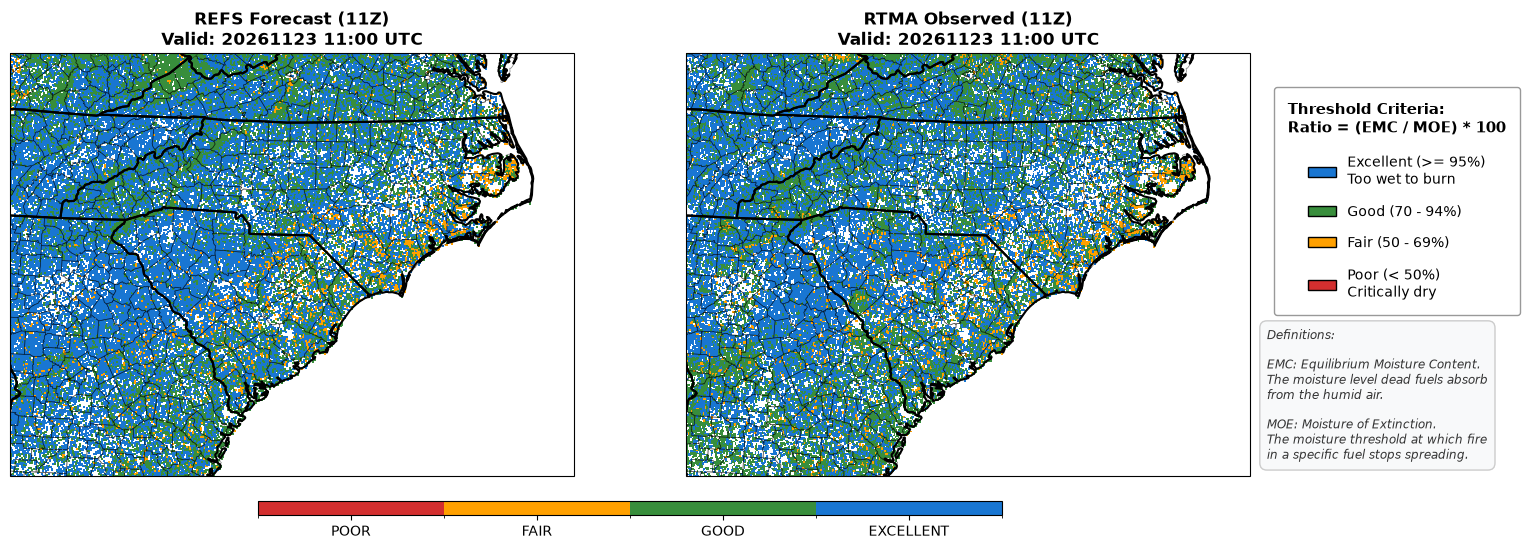 REFS Forecast (11Z)
Valid: 20261123 11:00 UTC
RTMA Observed (11Z)
Valid: 20261123 11:00 UTC
Threshold Criteria:
Ratio = (EMC / MOE) * 100
Excellent (>= 95%)
Too wet to burn
Good (70 - 94%)
Fair (50 - 69%)
Poor (< 50%)
Critically dry
Definitions:
EMC: Equilibrium Moisture Content.
The moisture level dead fuels absorb
from the humid air.
MOE: Moisture of Extinction.
The moisture threshold at which fire
in a specific fuel stops spreading.
POOR
FAIR
GOOD
EXCELLENT